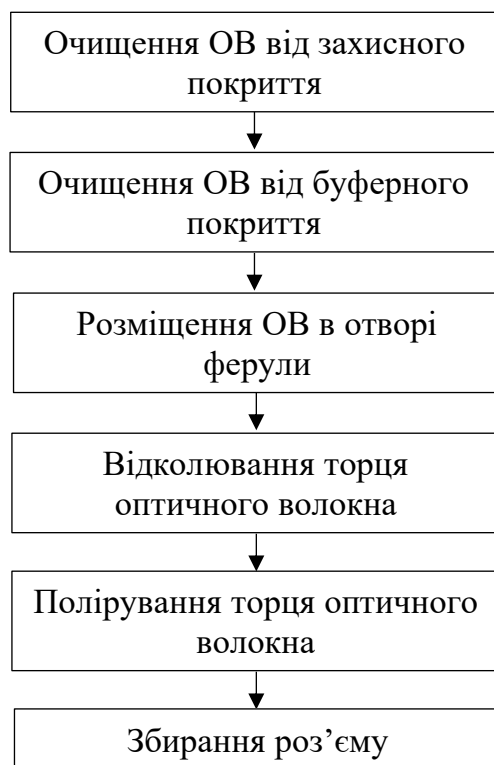 Очищення ОВ від захисного
покриття
Очищення ОВ від буферного
покриття
Розміщення ОВ в отворі
ферули
Відколювання торця
оптичного волокна
Полірування торця оптичного
волокна
Збирання роз’єму